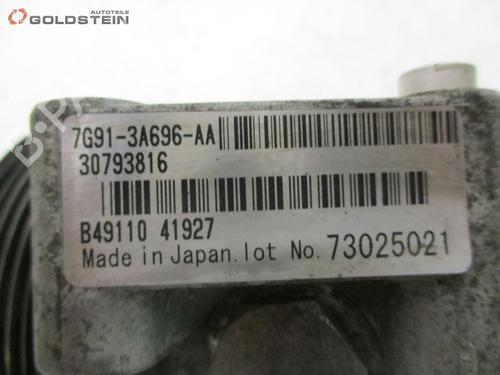 AUTOTEILE
GOLDSTEIN
7G91-3A696-AA
30793816
B49110 41927
Made in Japan.lot No.73025021